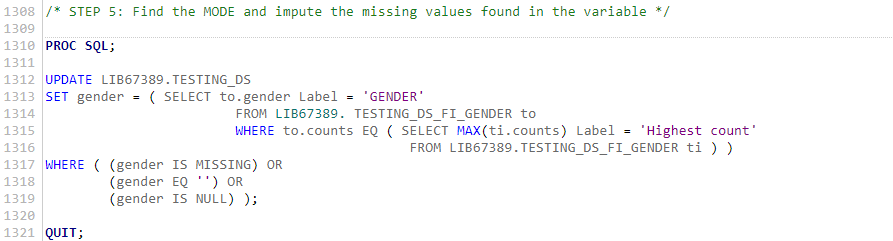 1308 /* STEP 5: Find the MODE and impute the missing values found in the variable */
1309
1310 PROC SQL;
1311
1312 UPDATE LIB67389.TESTING_DS
1313 SET gender = ( SELECT to.gender Label = 'GENDER'
1314 FROM LIB67389. TESTING_DS_FI_GENDER to
1315 WHERE to.counts EQ ( SELECT MAX(ti.counts) Label = 'Highest count'
1316 FROM LIB67389.TESTING_DS_FI_GENDER ti ) )
1317 WHERE ( (gender IS MISSING) OR
1318 (gender EQ '') OR
1319 (gender IS NULL) );
1320
1321 QUIT;